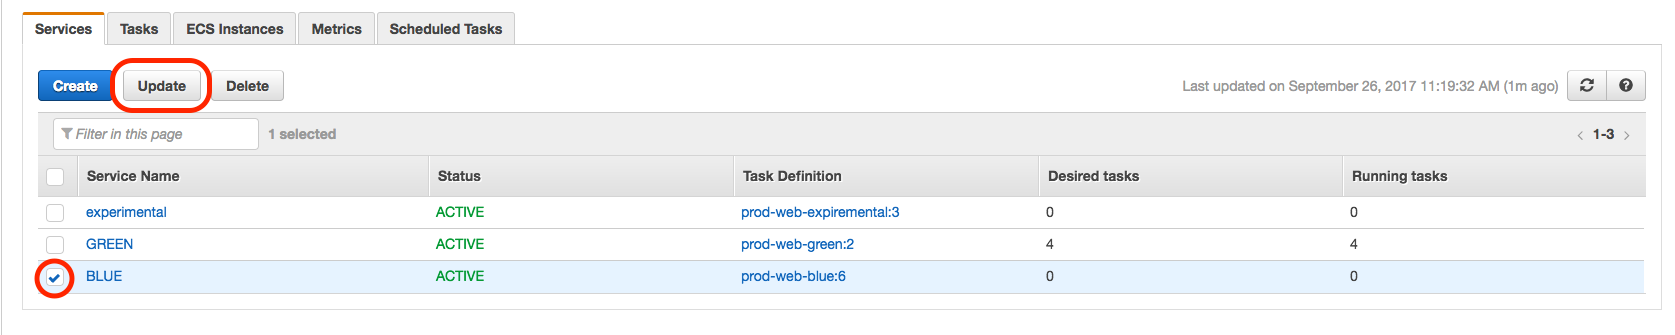 Services Tasks ECS Instances Metrics Scheduled Tasks
Create Update Delete Last updated on September 26, 2017 11:19:32 AM (1m ago) ?
Filter in this page 1 selected < 1-3 >
Service Name Status Task Definition Desired tasks Running tasks
experimental ACTIVE prod-web-expiremental:3 0 0
GREEN ACTIVE prod-web-green:2 4 4
BLUE ACTIVE prod-web-blue:6 0 0